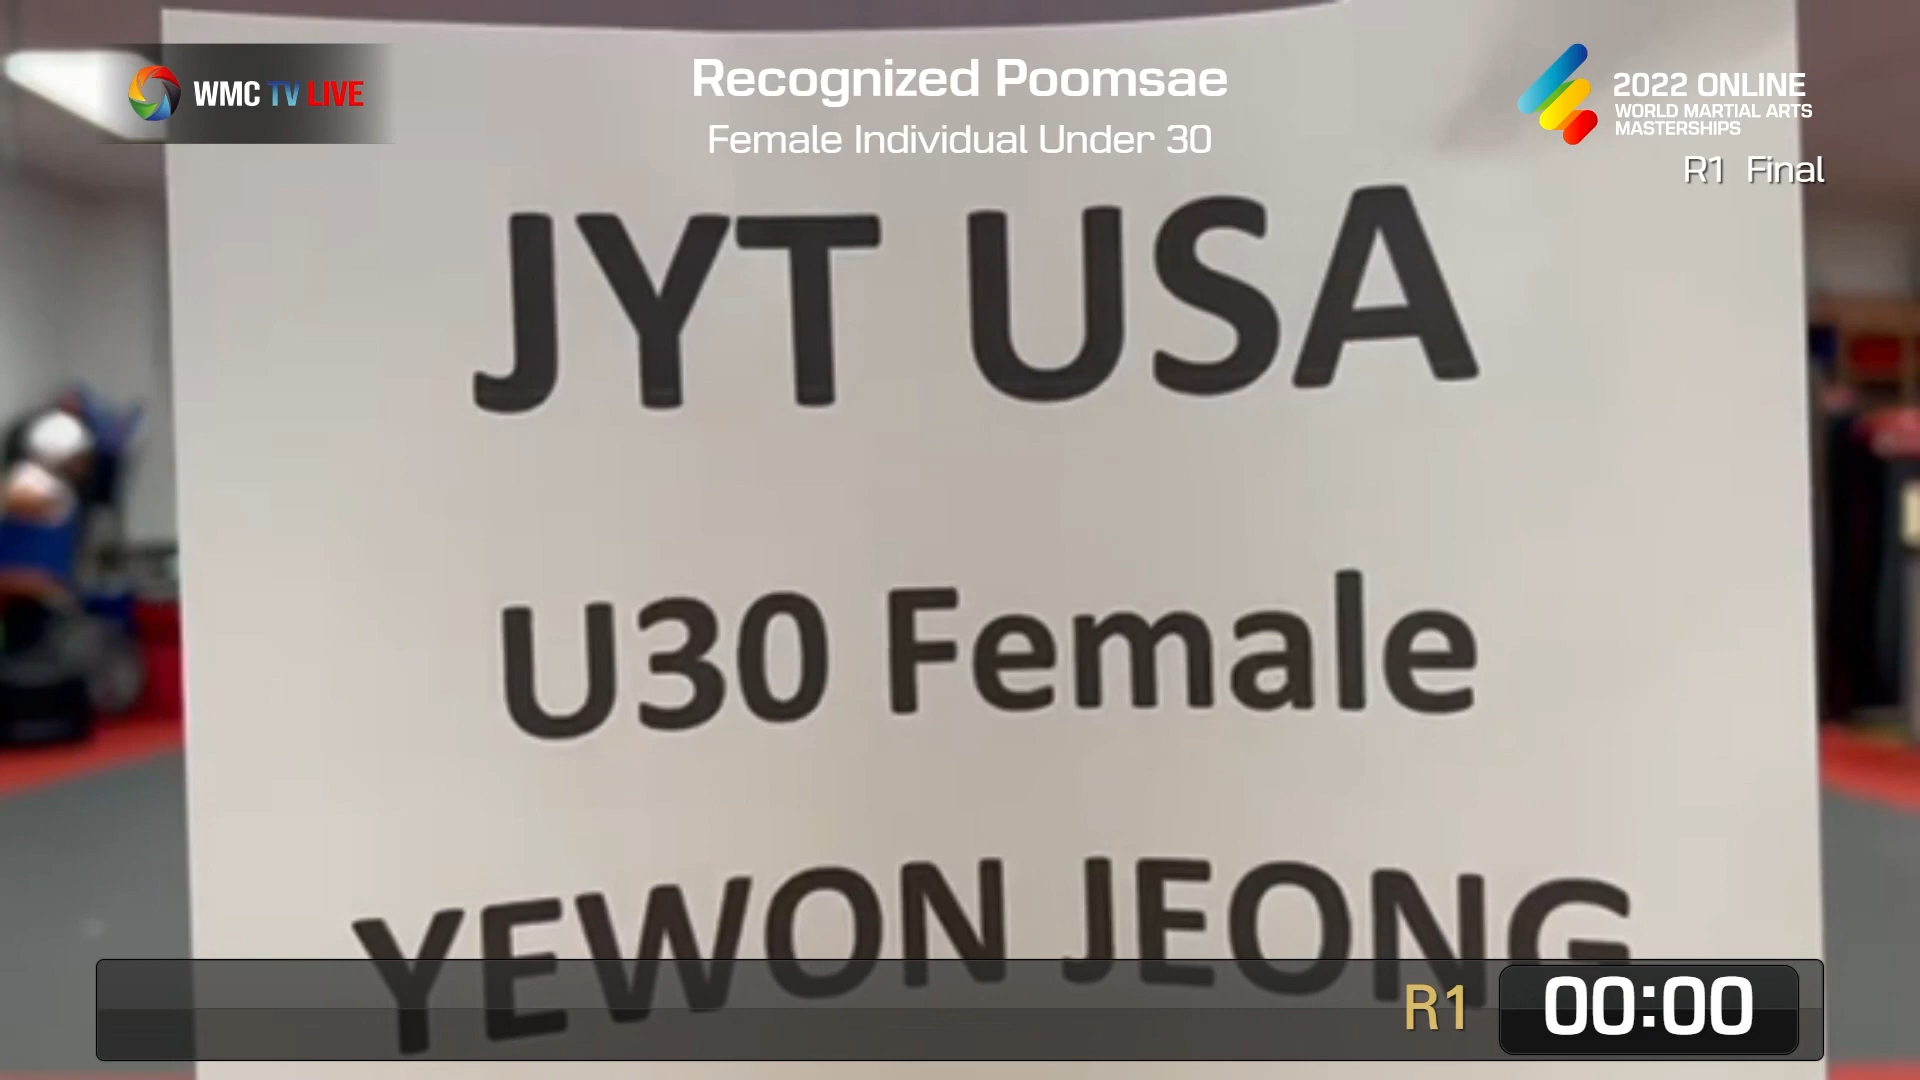 WMC TV LIVE
Recognized Poomsae
Female Individual Under 30
2022 ONLINE
WORLD MARTIAL ARTS
MASTERSHIPS
R1 Final
JYT USA
U30 Female
YEWON JEONG
R1
00:00